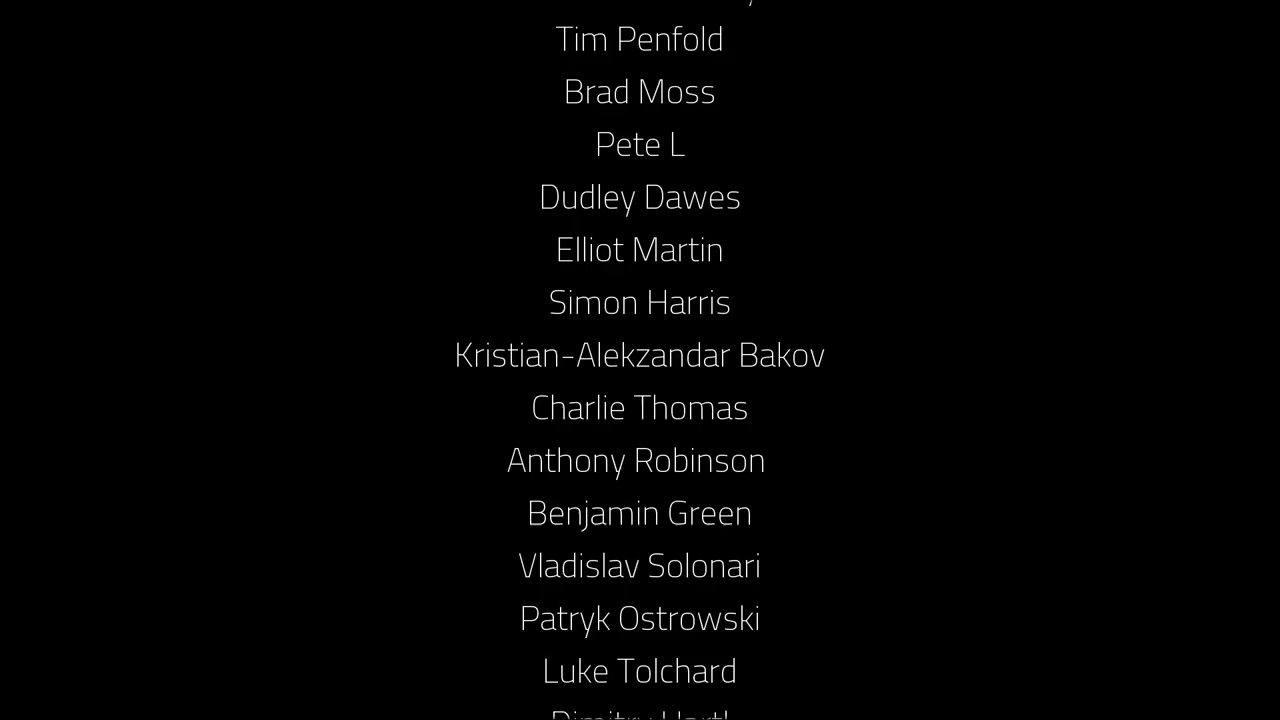 Tim Penfold
Brad Moss
Pete L
Dudley Dawes
Elliot Martin
Simon Harris
Kristian-Alekzandar Bakov
Charlie Thomas
Anthony Robinson
Benjamin Green
Vladislav Solonari
Patryk Ostrowski
Luke Tolchard